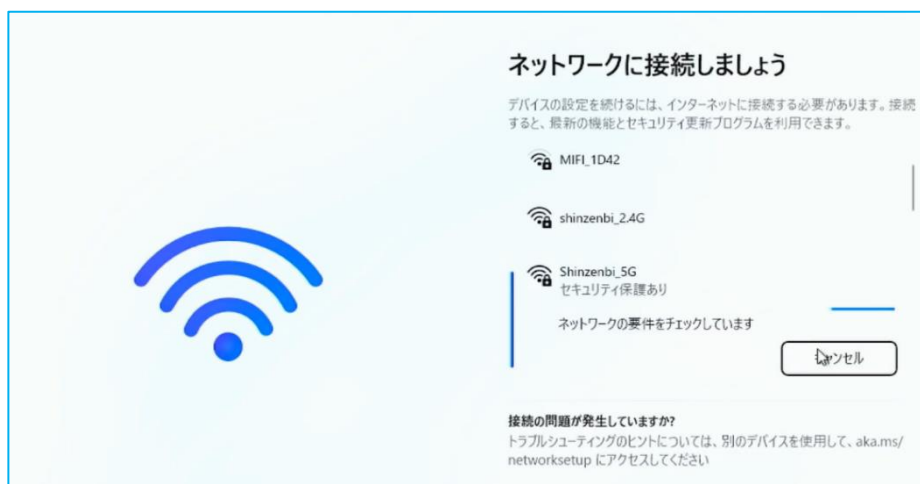 ネットワークに接続しましょう
デバイスの設定を続けるには、インターネットに接続する必要があります。接続
すると、最新の機能とセキュリティ更新プログラムを利用できます。
MIFI_1D42
shinzenbi_2.4G
Shinzenbi_5G
セキュリティ保護あり
ネットワークの要件をチェックしています
キャンセル
接続の問題が発生していますか?
トラブルシューティングのヒントについては、別のデバイスを使用して、aka.ms/
networksetup にアクセスしてください